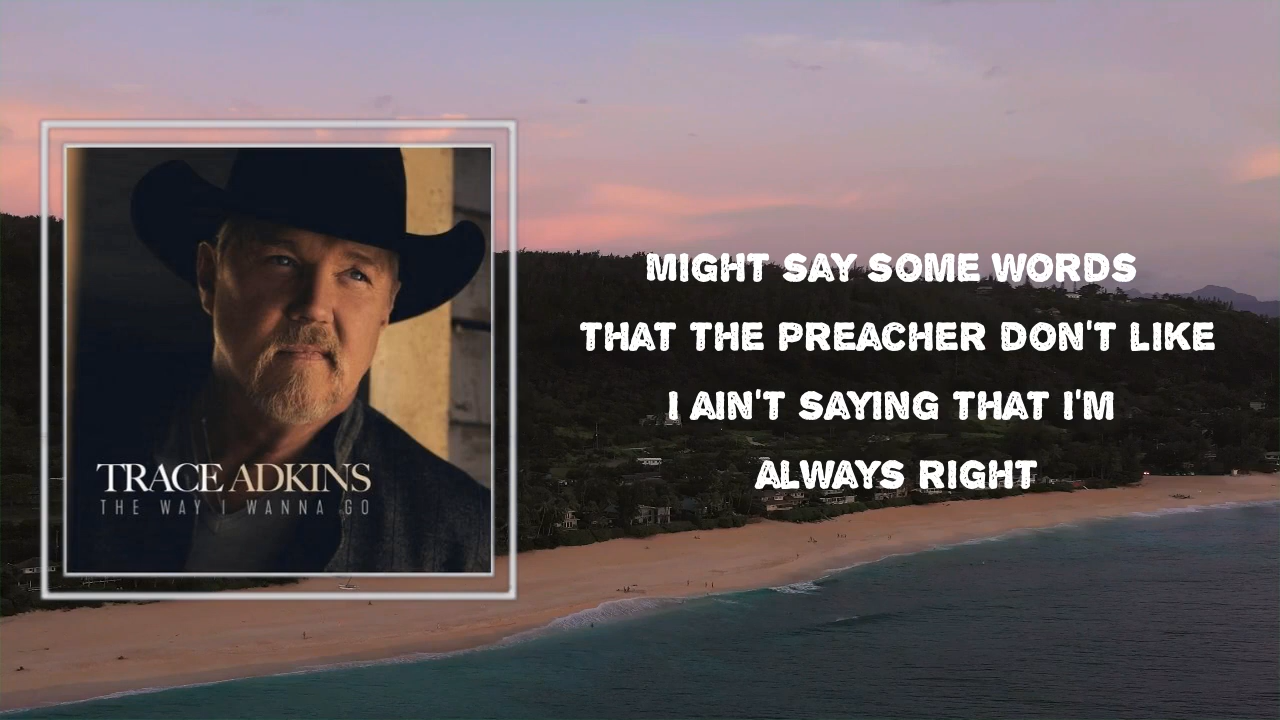 MIGHT SAY SOME WORDS
THAT THE PREACHER DON'T LIKE
I AIN'T SAYING THAT I'M
ALWAYS RIGHT
TRACE ADKINS
THE WAY I WANNA GO